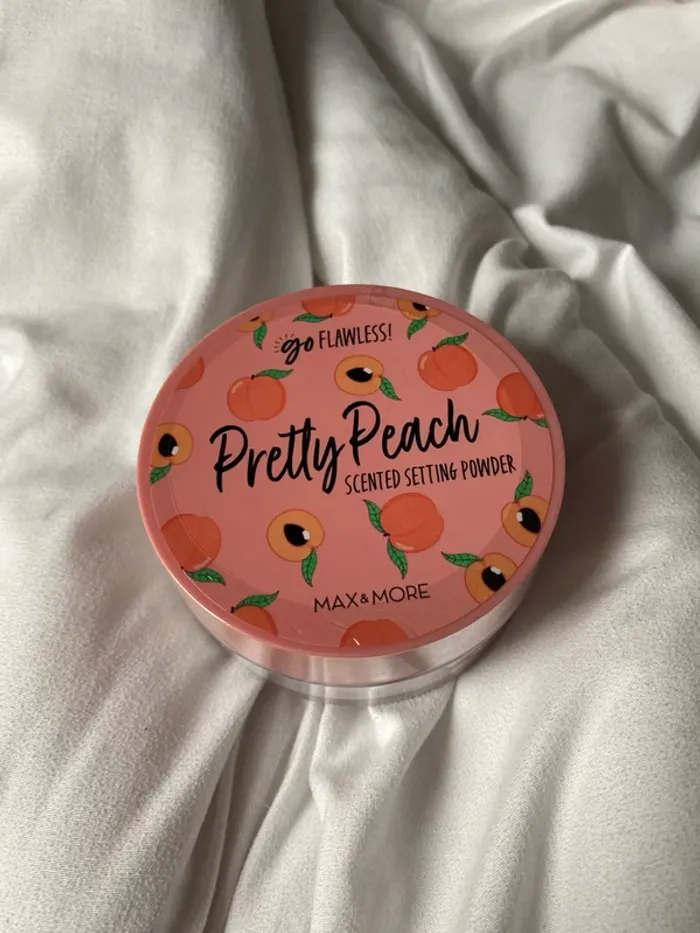 go FLAWLESS!
Pretty Peach
SCENTED SETTING POWDER
MAX & MORE